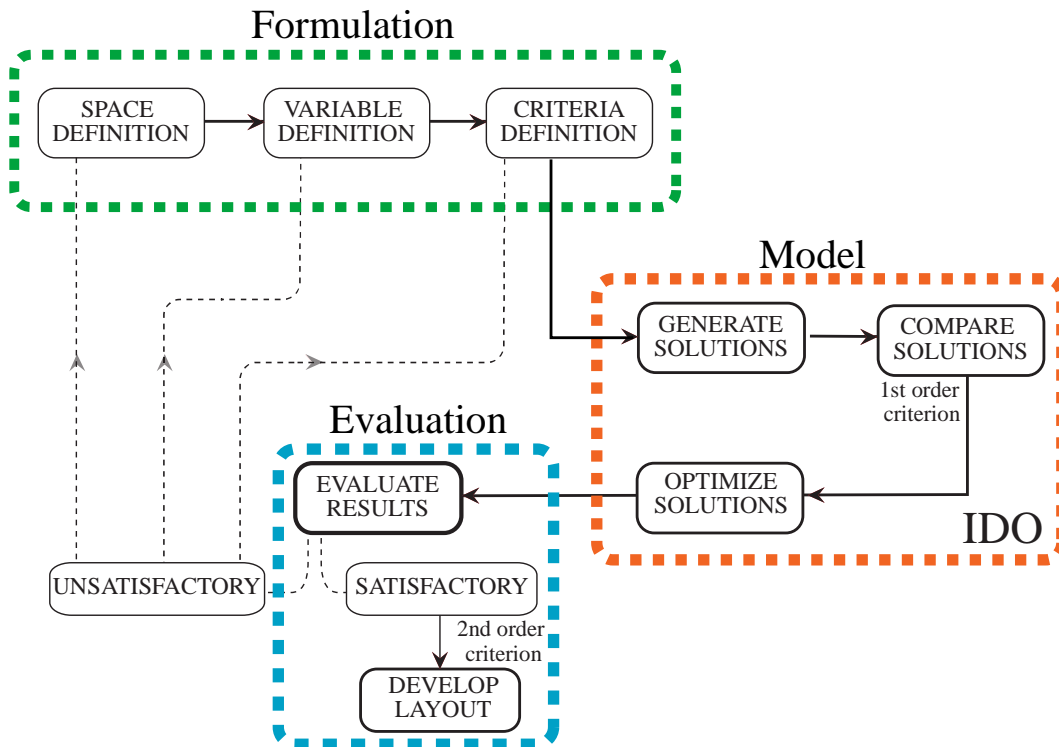 Formulation
SPACE
DEFINITION
VARIABLE
DEFINITION
CRITERIA
DEFINITION
Model
GENERATE
SOLUTIONS
COMPARE
SOLUTIONS
1st order
criterion
OPTIMIZE
SOLUTIONS
IDO
Evaluation
EVALUATE
RESULTS
UNSATISFACTORY
SATISFACTORY
2nd order
criterion
DEVELOP
LAYOUT